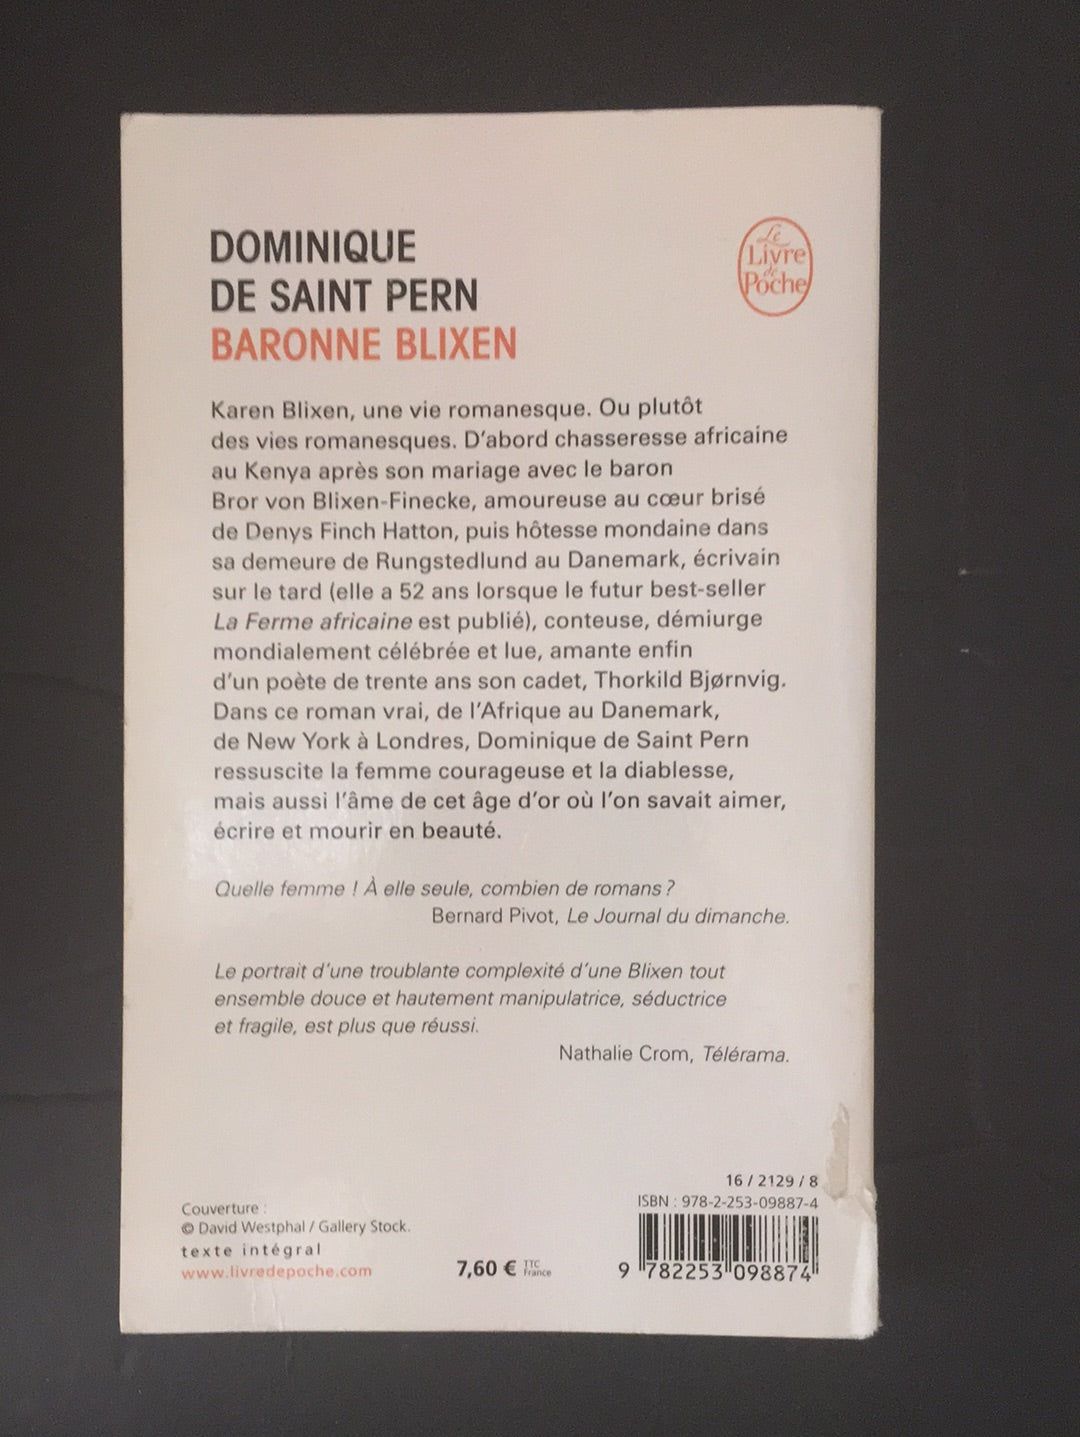 DOMINIQUE
DE SAINT PERN
BARONNE BLIXEN
Le
Livre
de
Poche
Karen Blixen, une vie romanesque. Ou plutôt
des vies romanesques. D'abord chasseresse africaine
au Kenya après son mariage avec le baron
Bror von Blixen-Finecke, amoureuse au cœur brisé
de Denys Finch Hatton, puis hôtesse mondaine dans
sa demeure de Rungstedlund au Danemark, écrivain
sur le tard (elle a 52 ans lorsque le futur best-seller
La Ferme africaine est publié), conteuse, démiurge
mondialement célébrée et lue, amante enfin
d'un poète de trente ans son cadet, Thorkild Bjørnvig.
Dans ce roman vrai, de l'Afrique au Danemark,
de New York à Londres, Dominique de Saint Pern
ressuscite la femme courageuse et la diablesse,
mais aussi l'âme de cet âge d'or où l'on savait aimer,
écrire et mourir en beauté.
Quelle femme ! À elle seule, combien de romans ?
Bernard Pivot, Le Journal du dimanche.
Le portrait d'une troublante complexité d'une Blixen tout
ensemble douce et hautement manipulatrice, séductrice
et fragile, est plus que réussi.
Nathalie Crom, Télérama.
Couverture :
© David Westphal / Gallery Stock.
texte intégral
www.livredepoche.com
7,60 € TTC
France
16 / 2129 / 8
ISBN : 978-2-253-09887-4
9 782253 098874